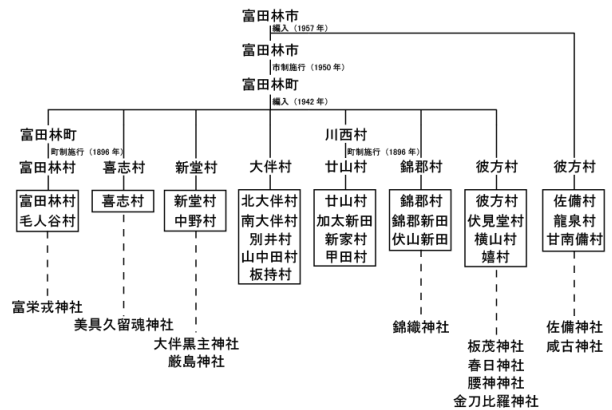 富田林市
編入（1957年）
富田林市
市制施行（1950年）
富田林町
編入（1942年）
富田林町
川西村
町制施行（1896年）
町制施行（1896年）
富田林村
喜志村
新堂村
大伴村
廿山村
錦郡村
彼方村
彼方村
富田林村
毛人谷村
喜志村
新堂村
中野村
北大伴村
南大伴村
別井村
山中田村
板持村
廿山村
加太新田
新家村
甲田村
錦郡村
錦郡新田
伏山新田
彼方村
伏見堂村
横山村
嬉村
佐備村
龍泉村
甘南備村
富栄戎神社
美具久留魂神社
大伴黒主神社
厳島神社
錦織神社
板茂神社
春日神社
腰神神社
金刀比羅神社
佐備神社
咸古神社